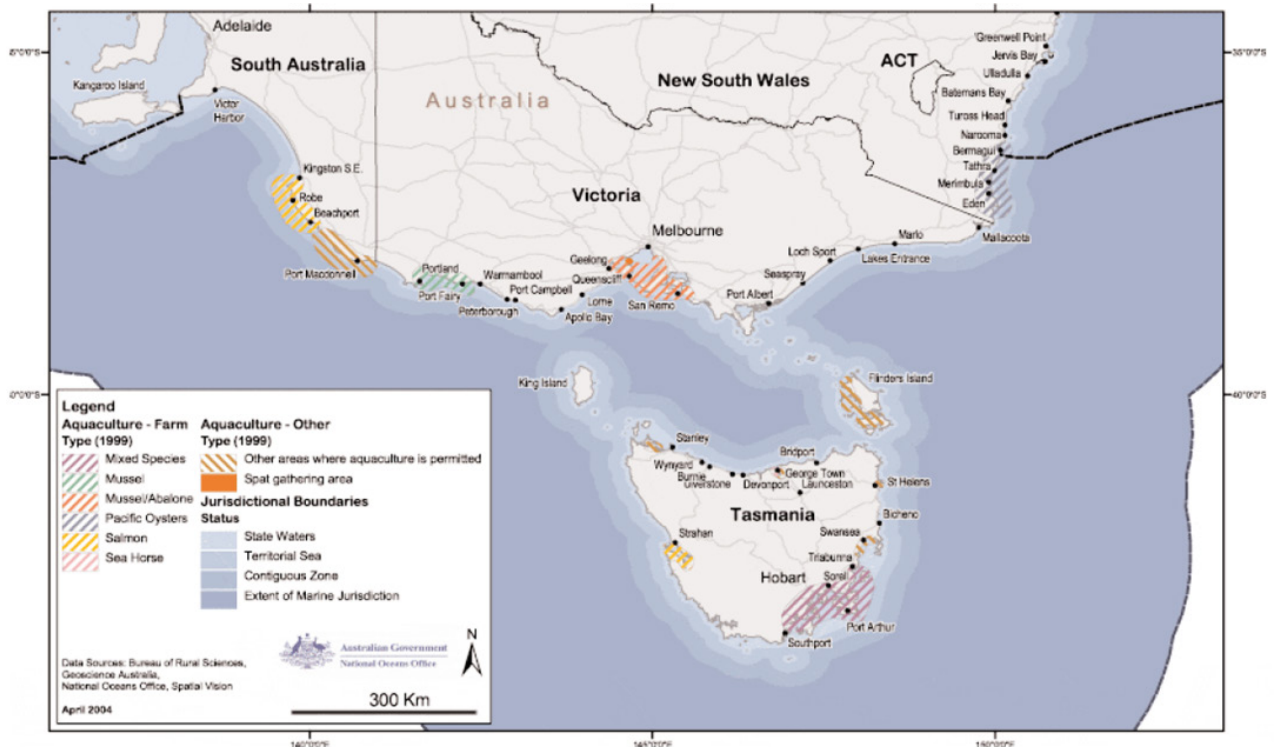 Adelaide
South Australia
Kangaroo Island
Victor
Harbor
Australia
New South Wales
ACT
Greenwell Point
Jervis Bay
Ulladulla
Batemans Bay
Tuross Head
Narooma
Bermagui
Tathra
Merimbula
Eden
Mallacoota
Kingston S.E.
Robe
Beachport
Port Macdonnell
Victoria
Melbourne
Geelong
Queenscliff
Portland
Port Fairy
Warrnambool
Port Campbell
Peterborough
Lorne
Apollo Bay
San Remo
Port Albert
Seaspray
Loch Sport
Lakes Entrance
Marlo
King Island
Flinders Island
Stanley
Wynyard
Burnie
Ulverstone
Devonport
Bridport
George Town
Launceston
St Helens
Tasmania
Bicheno
Swansea
Strahan
Triabunna
Hobart
Sorell
Port Arthur
Southport
40°0'0"S
Legend
Aquaculture - Farm
Type (1999)
Mixed Species
Mussel
Mussel/Abalone
Pacific Oysters
Salmon
Sea Horse
Aquaculture - Other
Type (1999)
Other areas where aquaculture is permitted
Spat gathering area
Jurisdictional Boundaries
Status
State Waters
Territorial Sea
Contiguous Zone
Extent of Marine Jurisdiction
Australian Government
National Oceans Office
N
Data Sources: Bureau of Rural Sciences,
Geoscience Australia,
National Oceans Office, Spatial Vision
April 2004
300 Km